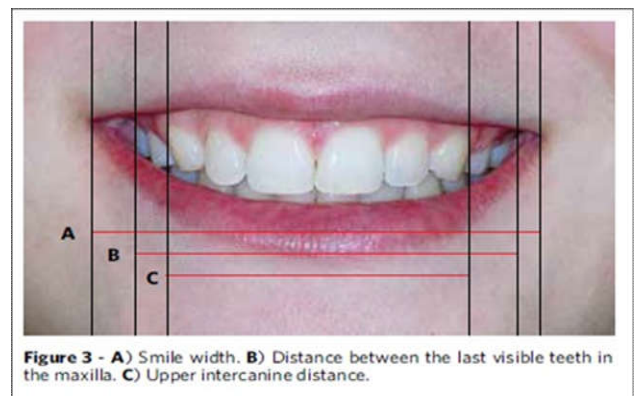 A
B
C
Figure 3 - A) Smile width. B) Distance between the last visible teeth in
the maxilla. C) Upper intercanine distance.